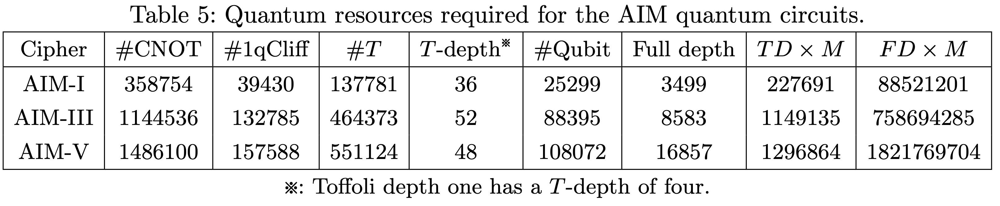 Table 5: Quantum resources required for the AIM quantum circuits.
Cipher #CNOT #1qCliff #T T-depth※ #Qubit Full depth TD × M FD × M
AIM-I 358754 39430 137781 36 25299 3499 227691 88521201
AIM-III 1144536 132785 464373 52 88395 8583 1149135 758694285
AIM-V 1486100 157588 551124 48 108072 16857 1296864 1821769704
※: Toffoli depth one has a T-depth of four.